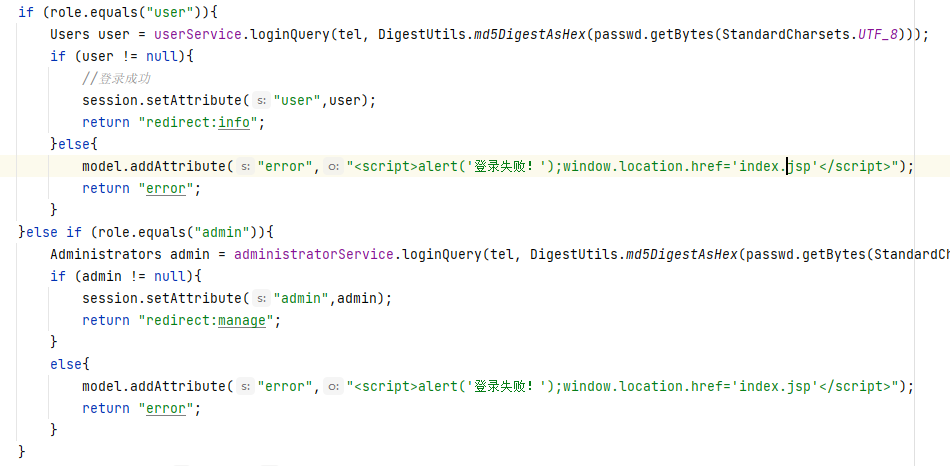 if (role.equals("user")){
Users user = userService.loginQuery(tel, DigestUtils.md5DigestAsHex(passwd.getBytes(StandardCharsets.UTF_8)));
if (user != null){
//登录成功
session.setAttribute( s: "user",user);
return "redirect:info";
}else{
model.addAttribute( s: "error", o: "<script>alert('登录失败！');window.location.href='index.jsp'</script>");
return "error";
}
}else if (role.equals("admin")){
Administrators admin = administratorService.loginQuery(tel, DigestUtils.md5DigestAsHex(passwd.getBytes(StandardCh
if (admin != null){
session.setAttribute( s: "admin",admin);
return "redirect:manage";
}
else{
model.addAttribute( s: "error", o: "<script>alert('登录失败！');window.location.href='index.jsp'</script>");
return "error";
}
}